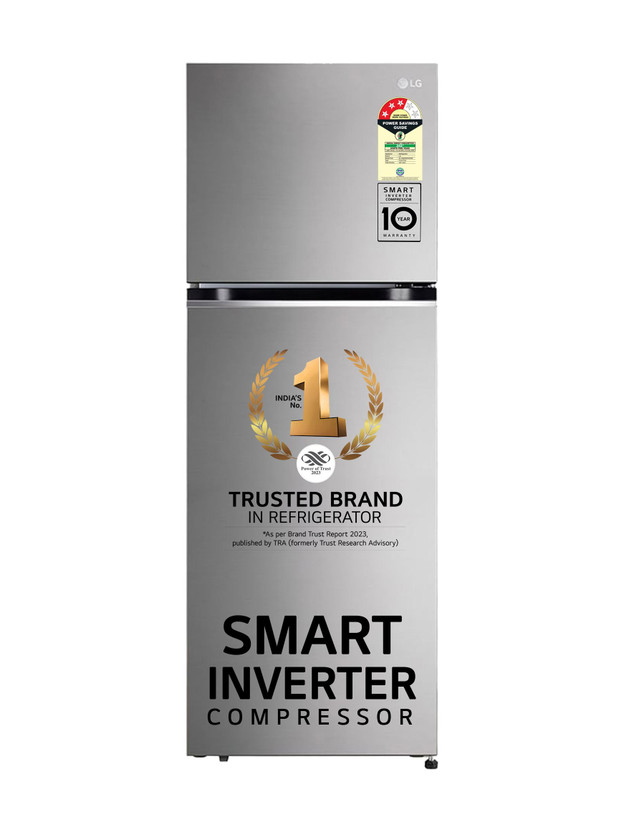 LG
POWER SAVINGS
GUIDE
SMART
INVERTER
COMPRESSOR
10 YEAR
WARRANTY
INDIA'S
No. 1
Power of Trust
2023
TRUSTED BRAND
IN REFRIGERATOR
*As per Brand Trust Report 2023,
published by TRA (formerly Trust Research Advisory)
SMART
INVERTER
COMPRESSOR